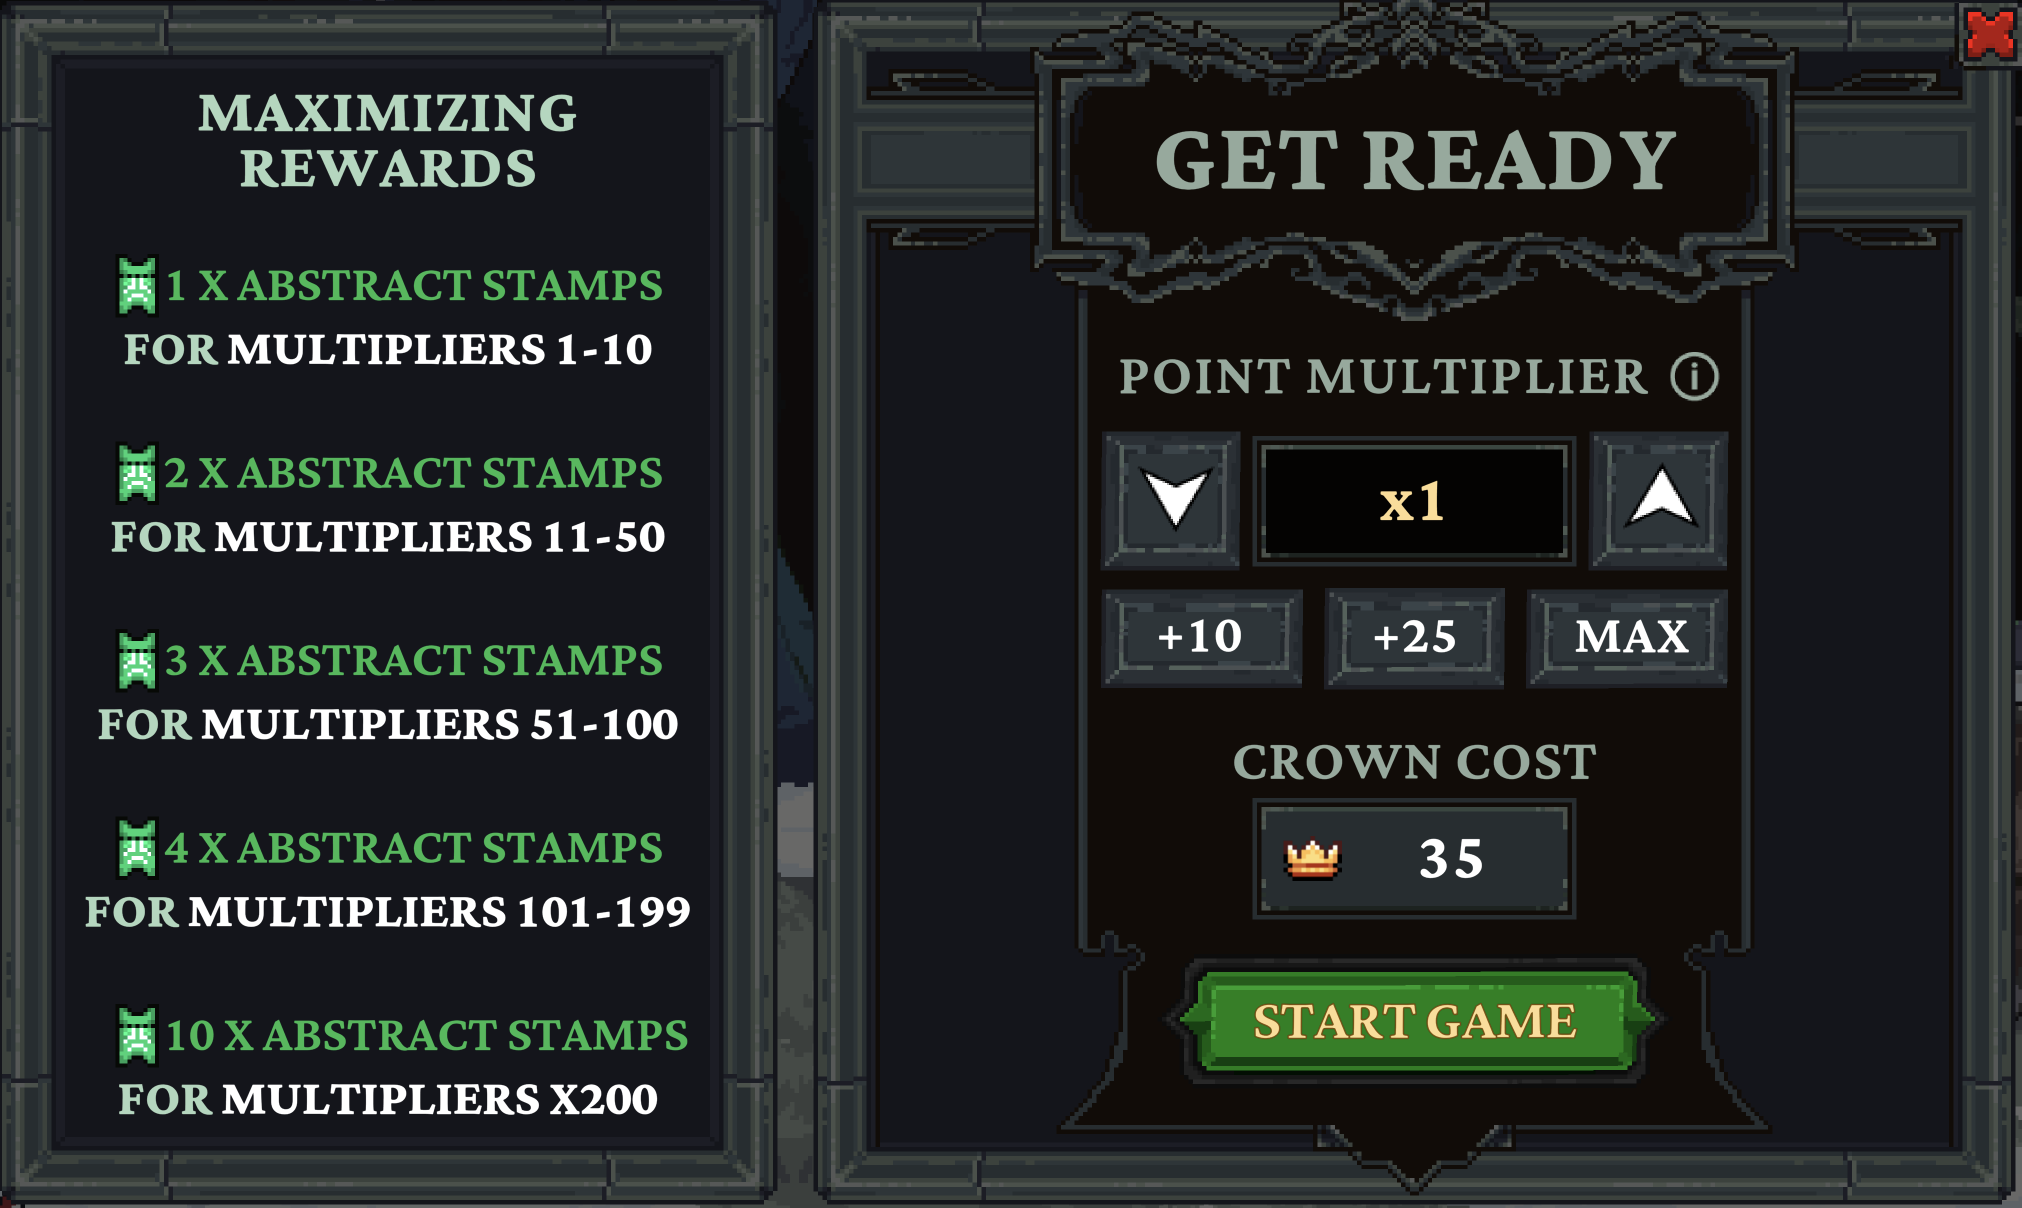 MAXIMIZING
REWARDS
1 X ABSTRACT STAMPS
FOR MULTIPLIERS 1-10
2 X ABSTRACT STAMPS
FOR MULTIPLIERS 11-50
3 X ABSTRACT STAMPS
FOR MULTIPLIERS 51-100
4 X ABSTRACT STAMPS
FOR MULTIPLIERS 101-199
10 X ABSTRACT STAMPS
FOR MULTIPLIERS X200
GET READY
POINT MULTIPLIER i
x1
+10 +25 MAX
CROWN COST
35
START GAME